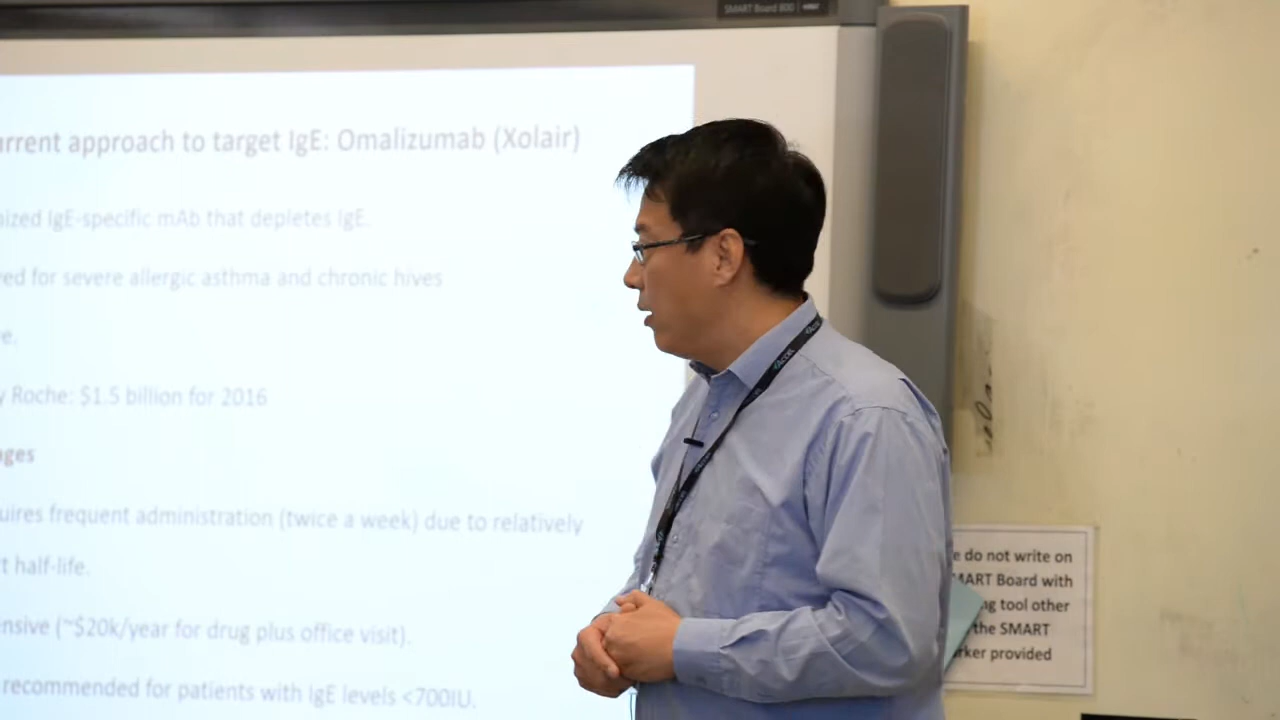 SMART Board 800
rrent approach to target IgE: Omalizumab (Xolair)
ized IgE-specific mAb that depletes IgE.
ed for severe allergic asthma and chronic hives
e.
y Roche: $1.5 billion for 2016
ges
uires frequent administration (twice a week) due to relatively
t half-life.
ensive (~$20k/year for drug plus office visit).
recommended for patients with IgE levels <700IU.
e do not write on
MART Board with
ng tool other
the SMART
rker provided